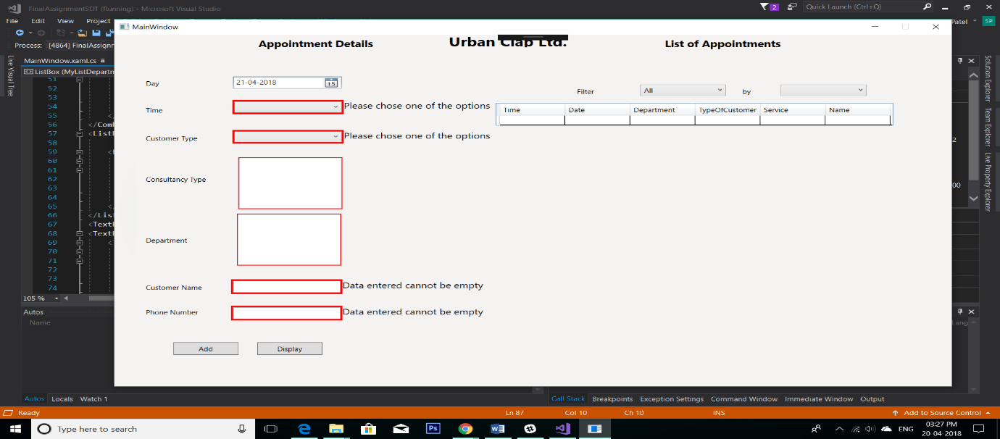 FinalAssignmentSDT (Running) - Microsoft Visual Studio
2
Quick Launch (Ctrl+Q)
File Edit View Project
Patel
SP
Process: [4864] FinalAssignn
MainWindow
MainWindow.xaml.cs
ListBox (MyListDepartn
Live Visual Tree
Solution Explorer
Team Explorer
Live Property Explorer
Appointment Details
Urban Clap Ltd.
List of Appointments
Day
21-04-2018
15
Filter
All
by
Time
Please chose one of the options
Time Date Department TypeOfCustomer Service Name
Customer Type
Please chose one of the options
Consultancy Type
Department
Customer Name
Data entered cannot be empty
Phone Number
Data entered cannot be empty
Add
Display
51
52
53
54
55 </
56 </Com
57 <List
58
59 <
60
61
62
63
64
65 </
66 </List
67 <Text
68 <Text
69 <
70
71
72
73
74
2
00
105 %
Autos
Name
Lang
Autos Locals Watch 1
Call Stack Breakpoints Exception Settings Command Window Immediate Window Output
Ready
Ln 87
Col 10
Ch 10
INS
Add to Source Control
Type here to search
Ps
ENG
03:27 PM
20-04-2018